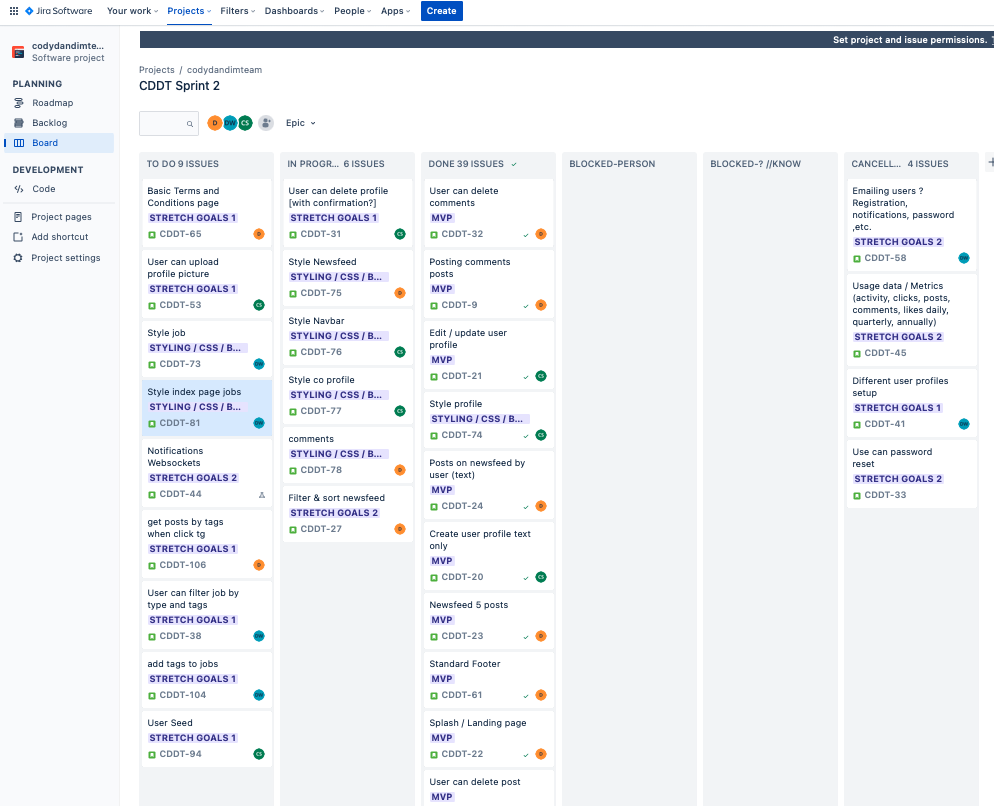 Jira Software
Your work
Projects
Filters
Dashboards
People
Apps
Create
codydandimte...
Software project
PLANNING
Roadmap
Backlog
Board
DEVELOPMENT
Code
Project pages
Add shortcut
Project settings
Set project and issue permissions.
Projects / codydandimteam
CDDT Sprint 2
D
DW
CS
Epic
TO DO 9 ISSUES
Basic Terms and
Conditions page
STRETCH GOALS 1
CDDT-65
D
User can upload
profile picture
STRETCH GOALS 1
CDDT-53
CS
Style job
STYLING / CSS / B...
CDDT-73
DW
Style index page jobs
STYLING / CSS / B...
CDDT-81
DW
Notifications
Websockets
STRETCH GOALS 2
CDDT-44
get posts by tags
when click tg
STRETCH GOALS 1
CDDT-106
D
User can filter job by
type and tags
STRETCH GOALS 1
CDDT-38
DW
add tags to jobs
STRETCH GOALS 1
CDDT-104
DW
User Seed
STRETCH GOALS 1
CDDT-94
CS
IN PROGR... 6 ISSUES
User can delete profile
[with confirmation?]
STRETCH GOALS 1
CDDT-31
CS
Style Newsfeed
STYLING / CSS / B...
CDDT-75
D
Style Navbar
STYLING / CSS / B...
CDDT-76
CS
Style co profile
STYLING / CSS / B...
CDDT-77
CS
comments
STYLING / CSS / B...
CDDT-78
D
Filter & sort newsfeed
STRETCH GOALS 2
CDDT-27
D
DONE 39 ISSUES
User can delete
comments
MVP
CDDT-32
D
Posting comments
posts
MVP
CDDT-9
D
Edit / update user
profile
MVP
CDDT-21
CS
Style profile
STYLING / CSS / B...
CDDT-74
CS
Posts on newsfeed by
user (text)
MVP
CDDT-24
D
Create user profile text
only
MVP
CDDT-20
CS
Newsfeed 5 posts
MVP
CDDT-23
D
Standard Footer
MVP
CDDT-61
D
Splash / Landing page
MVP
CDDT-22
D
User can delete post
MVP
BLOCKED-PERSON
BLOCKED-? //KNOW
CANCELL... 4 ISSUES
Emailing users ?
Registration,
notifications, password
,etc.
STRETCH GOALS 2
CDDT-58
DW
Usage data / Metrics
(activity, clicks, posts,
comments, likes daily,
quarterly, annually)
STRETCH GOALS 2
CDDT-45
Different user profiles
setup
STRETCH GOALS 1
CDDT-41
DW
Use can password
reset
STRETCH GOALS 2
CDDT-33